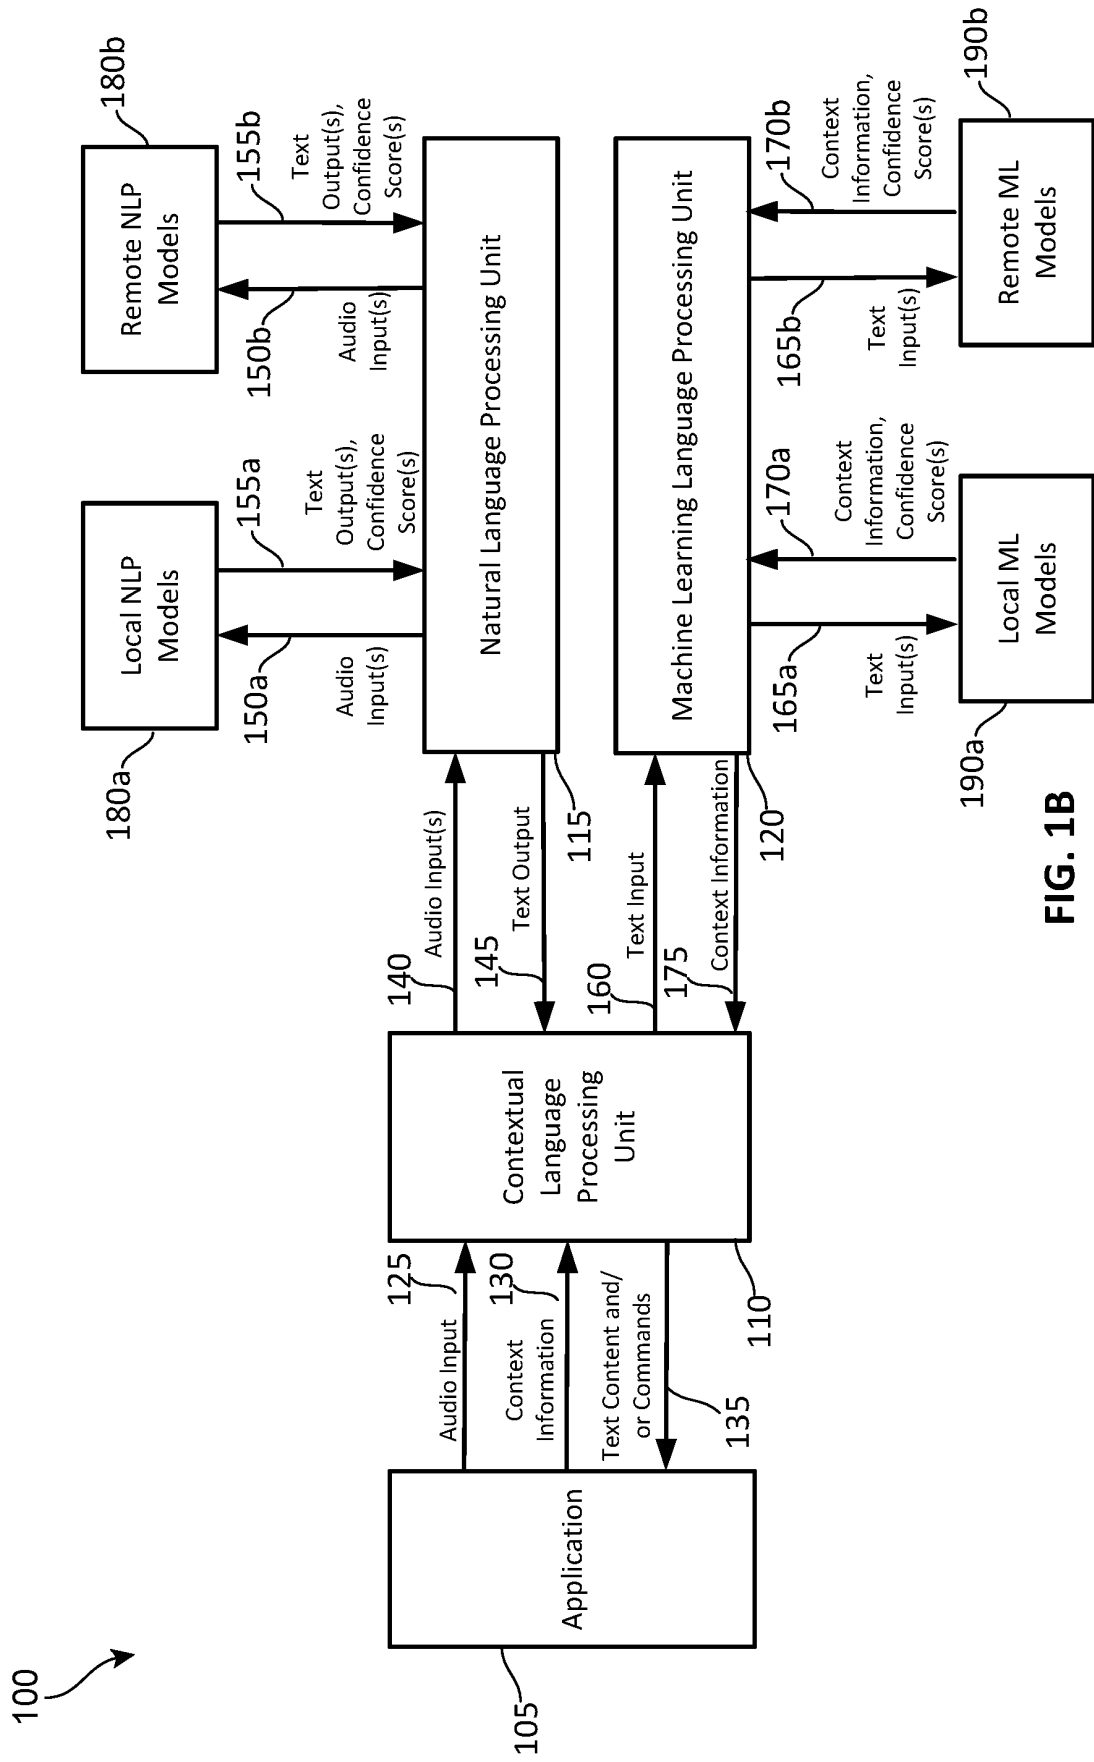 100
180a
Local NLP
Models
Remote NLP
Models
180b
150a
Audio
Input(s)
155a
Text
Output(s),
Confidence
Score(s)
150b
Audio
Input(s)
155b
Text
Output(s),
Confidence
Score(s)
105
Application
125
Audio Input
130
Context
Information
Text Content and/
or Commands
135
Contextual
Language
Processing
Unit
110
140
Audio Input(s)
145
Text Output
160
Text Input
175
Context Information
Natural Language Processing Unit
115
Machine Learning Language Processing Unit
120
165a
Text
Input(s)
170a
Context
Information,
Confidence
Score(s)
165b
Text
Input(s)
170b
Context
Information,
Confidence
Score(s)
190a
Local ML
Models
Remote ML
Models
190b
FIG. 1B